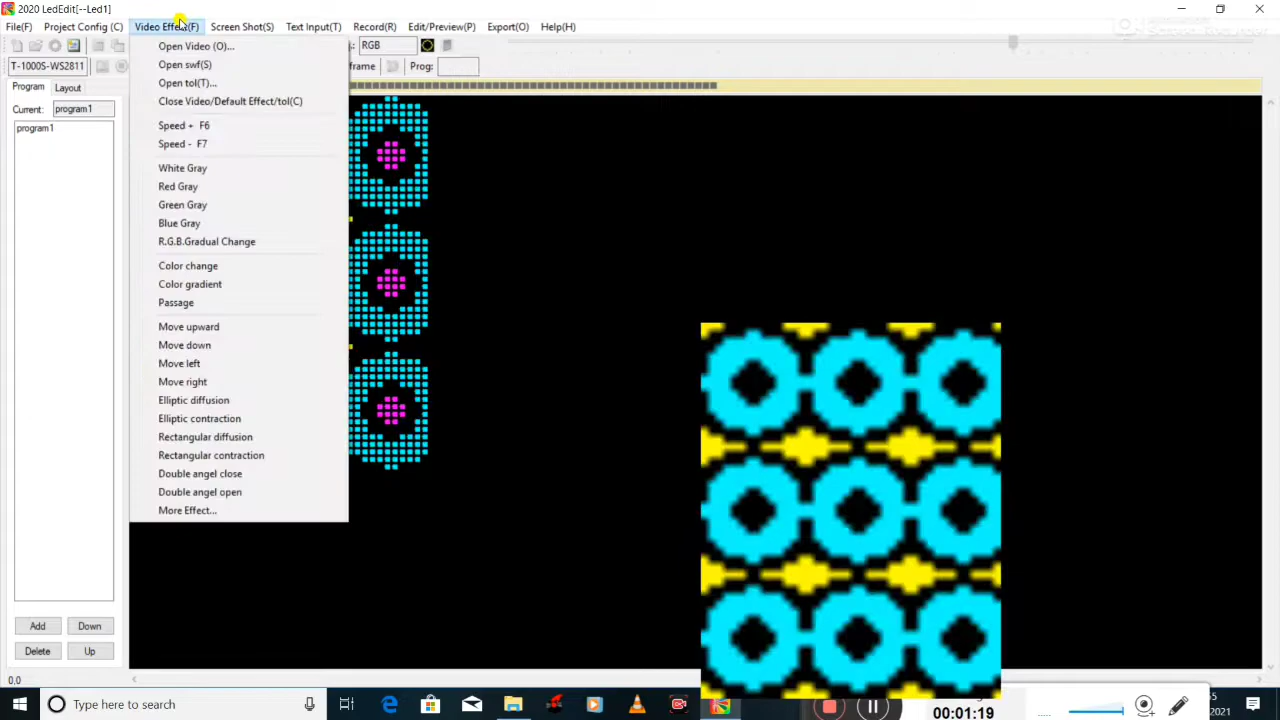 2020 LedEdit[--Led1]
File(F) Project Config (C) Video Effect(F) Screen Shot(S) Text Input(T) Record(R) Edit/Preview(P) Export(O) Help(H)
RGB
T-1000S-WS2811
frame
Prog:
Program Layout
Current: program1
program1
Open Video (O)...
Open swf(S)
Open tol(T)...
Close Video/Default Effect/tol(C)
Speed + F6
Speed - F7
White Gray
Red Gray
Green Gray
Blue Gray
R.G.B.Gradual Change
Color change
Color gradient
Passage
Move upward
Move down
Move left
Move right
Elliptic diffusion
Elliptic contraction
Rectangular diffusion
Rectangular contraction
Double angel close
Double angel open
More Effect...
Add Down
Delete Up
0,0
Type here to search
00:01:19
2021